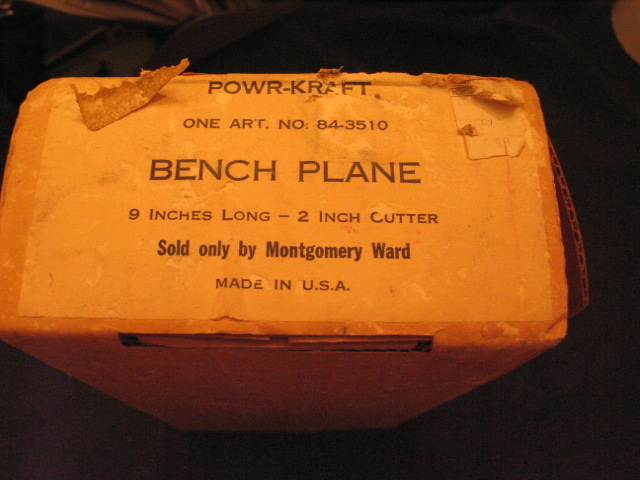 POWR-KRAFT
ONE ART. NO. 84-3510
BENCH PLANE
9 INCHES LONG - 2 INCH CUTTER
Sold only by Montgomery Ward
MADE IN U.S.A.